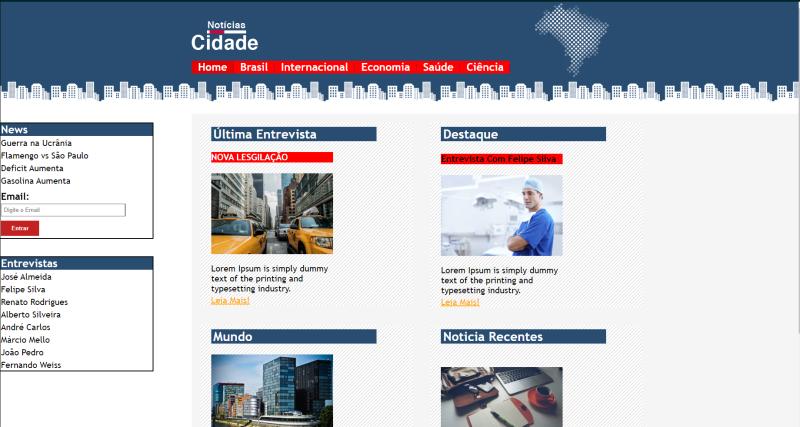 Notícias
Cidade
Home Brasil Internacional Economia Saúde Ciência
News
Guerra na Ucrânia
Flamengo vs São Paulo
Deficit Aumenta
Gasolina Aumenta
Email:
Digite o Email
Entrar
Entrevistas
José Almeida
Felipe Silva
Renato Rodrigues
Alberto Silveira
André Carlos
Márcio Mello
João Pedro
Fernando Weiss
Última Entrevista
NOVA LESGILAÇÃO
Lorem Ipsum is simply dummy
text of the printing and
typesetting industry.
Leia Mais!
Destaque
Entrevista Com Felipe Silva
Lorem Ipsum is simply dummy
text of the printing and
typesetting industry.
Leia Mais!
Mundo
Noticia Recentes